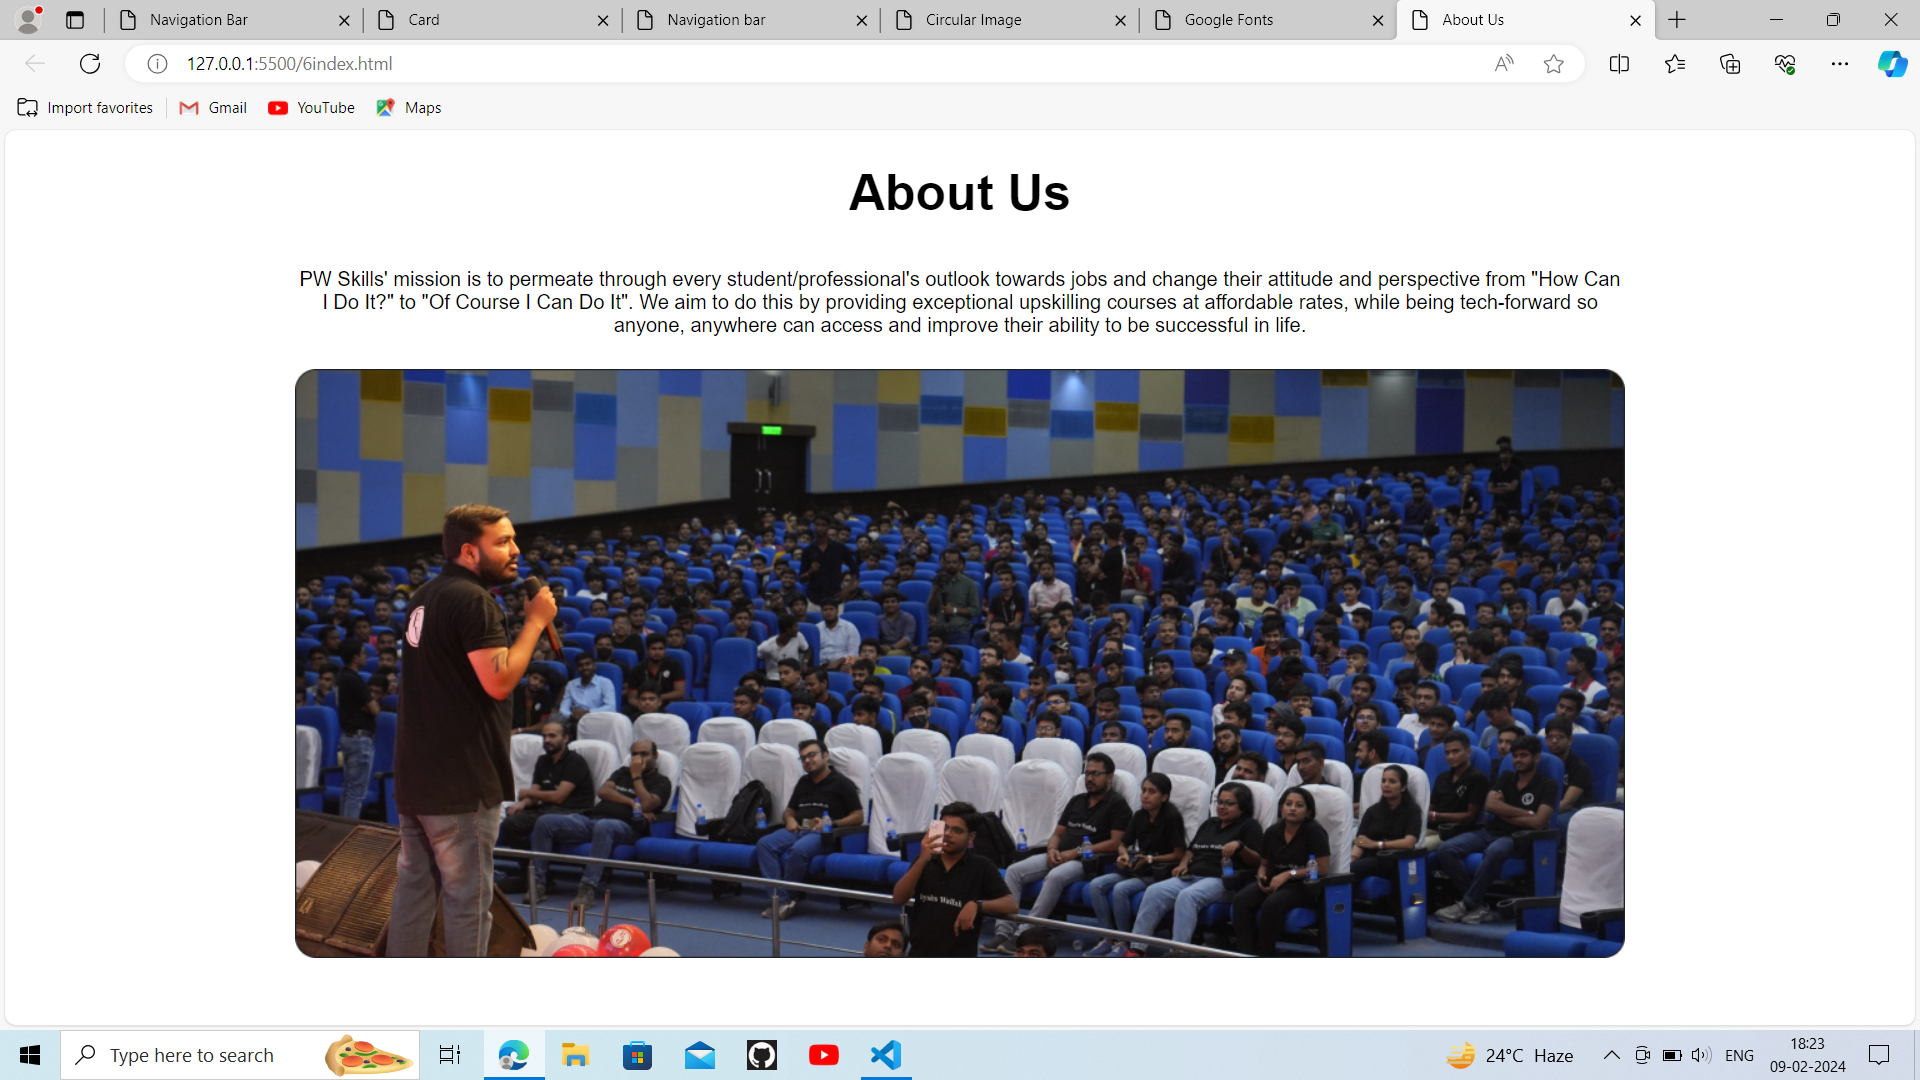 Navigation Bar
Card
Navigation bar
Circular Image
Google Fonts
About Us
127.0.0.1:5500/6index.html
Import favorites
Gmail
YouTube
Maps
About Us
PW Skills' mission is to permeate through every student/professional's outlook towards jobs and change their attitude and perspective from "How Can
I Do It?" to "Of Course I Can Do It". We aim to do this by providing exceptional upskilling courses at affordable rates, while being tech-forward so
anyone, anywhere can access and improve their ability to be successful in life.
Physics Wallah
Type here to search
24°C Haze
ENG
18:23
09-02-2024